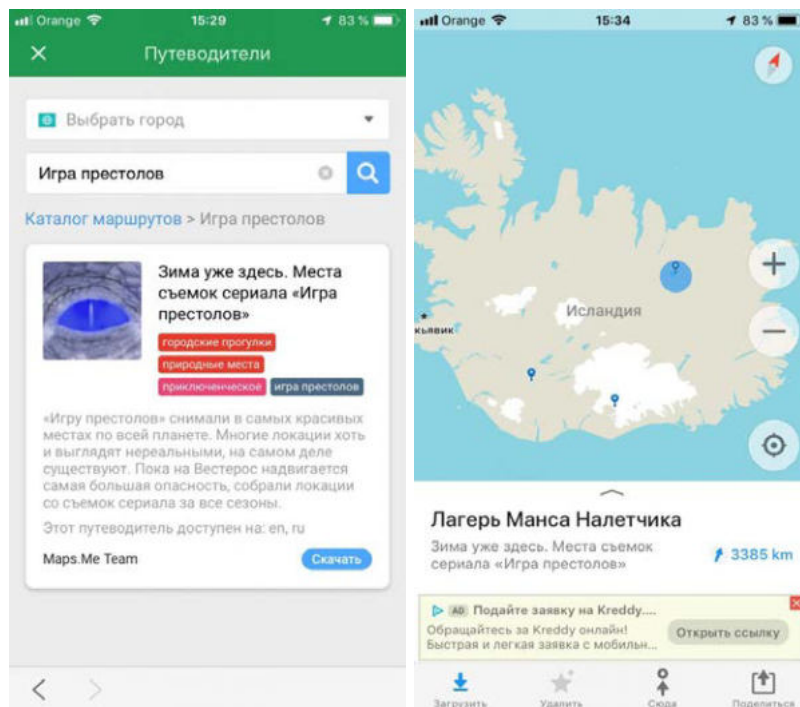 Orange 15:29 83 %
Путеводители
Выбрать город
Игра престолов
Каталог маршрутов > Игра престолов
Зима уже здесь. Места
съемок сериала «Игра
престолов»
городские прогулки
природные места
приключенческое игра престолов
«Игру престолов» снимали в самых красивых
местах по всей планете. Многие локации хоть
и выглядят нереальными, на самом деле
существуют. Пока на Вестерос надвигается
самая большая опасность, собрали локации
со съемок сериала за все сезоны.
Этот путеводитель доступен на: en, ru
Maps.Me Team Скачать
Orange 15:34 83 %
Исландия
кьявик
Лагерь Манса Налетчика
Зима уже здесь. Места съемок
сериала «Игра престолов»
3385 km
AD Подайте заявку на Kreddy....
Обращайтесь за Kreddy онлайн!
Быстрая и легкая заявка с мобильн...
Открыть ссылку
Загрузить Удалить Сюда Поделиться